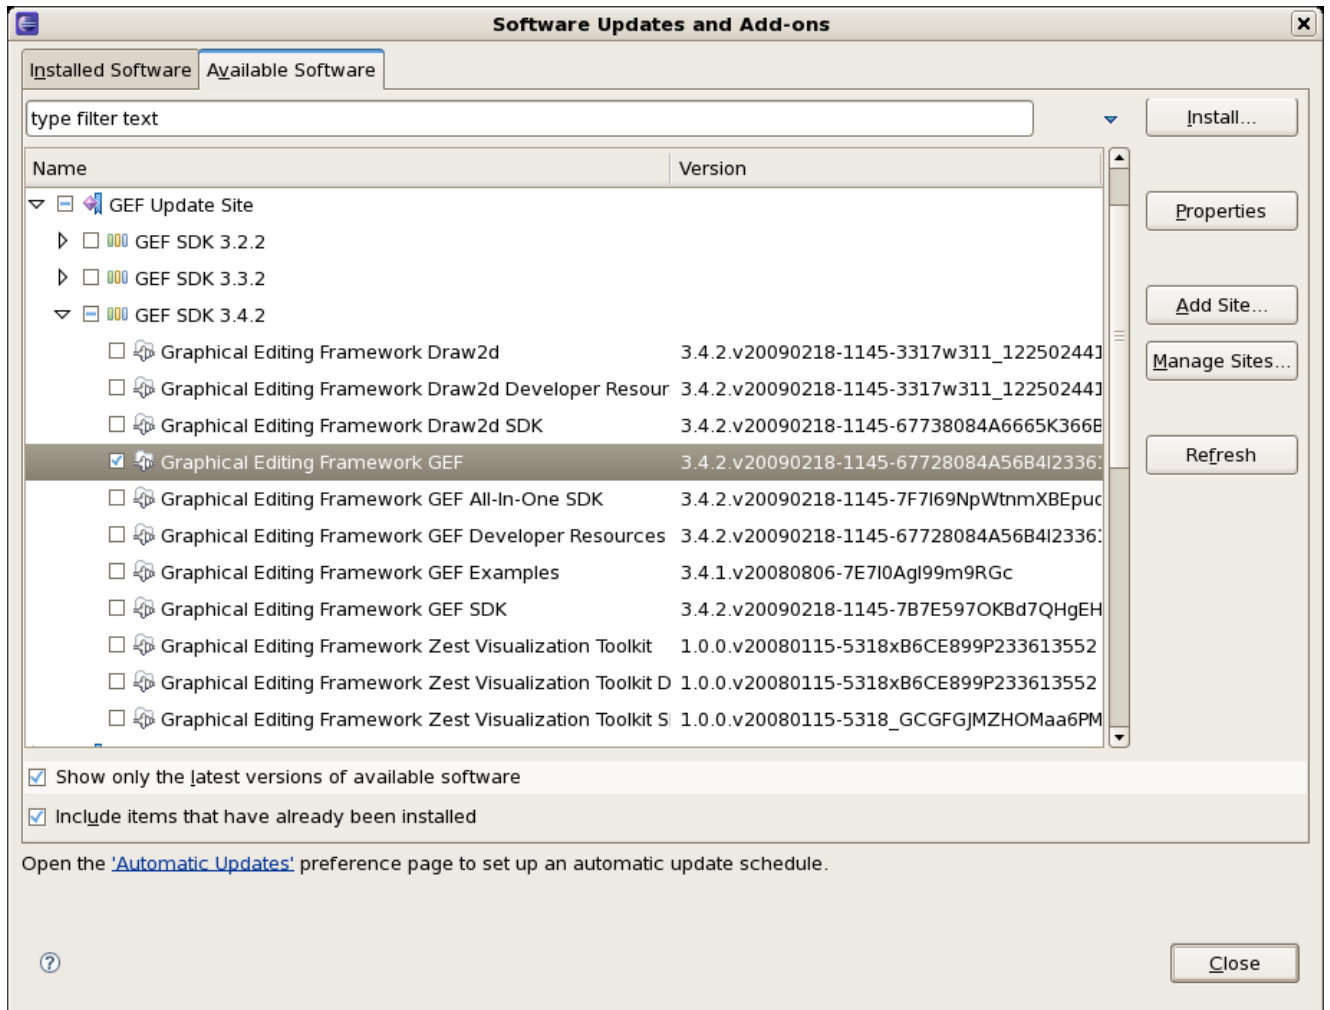 Software Updates and Add-ons
Installed Software Available Software
type filter text Install...
Name Version
GEF Update Site Properties
GEF SDK 3.2.2
GEF SDK 3.3.2
GEF SDK 3.4.2 Add Site...
Graphical Editing Framework Draw2d 3.4.2.v20090218-1145-3317w311_122502441 Manage Sites...
Graphical Editing Framework Draw2d Developer Resour 3.4.2.v20090218-1145-3317w311_122502441
Graphical Editing Framework Draw2d SDK 3.4.2.v20090218-1145-67738084A6665K366B
Graphical Editing Framework GEF 3.4.2.v20090218-1145-67728084A56B4I23361 Refresh
Graphical Editing Framework GEF All-In-One SDK 3.4.2.v20090218-1145-7F7I69NpWtnmXBEpuc
Graphical Editing Framework GEF Developer Resources 3.4.2.v20090218-1145-67728084A56B4I23361
Graphical Editing Framework GEF Examples 3.4.1.v20080806-7E7I0AgI99m9RGc
Graphical Editing Framework GEF SDK 3.4.2.v20090218-1145-7B7E597OKBd7QHgEH
Graphical Editing Framework Zest Visualization Toolkit 1.0.0.v20080115-5318xB6CE899P233613552
Graphical Editing Framework Zest Visualization Toolkit D 1.0.0.v20080115-5318xB6CE899P233613552
Graphical Editing Framework Zest Visualization Toolkit S 1.0.0.v20080115-5318_GCGFGJMZHOMaa6PM
Show only the latest versions of available software
Include items that have already been installed
Open the 'Automatic Updates' preference page to set up an automatic update schedule.
Close